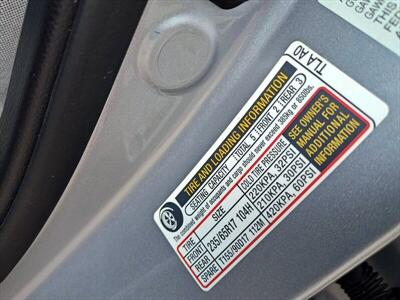 TIRE AND LOADING INFORMATION
SEATING CAPACITY TOTAL 5 FRONT 2 REAR 3
The combined weight of occupants and cargo should never exceed 385kg or 850lbs.
TIRE SIZE COLD TIRE PRESSURE
FRONT 235/65R17 104H 220KPA, 32PSI
REAR 210KPA, 30PSI
SPARE T155/90D17 112M 420KPA, 60PSI
SEE OWNER'S
MANUAL FOR
ADDITIONAL
INFORMATION
TLA A0
THIS